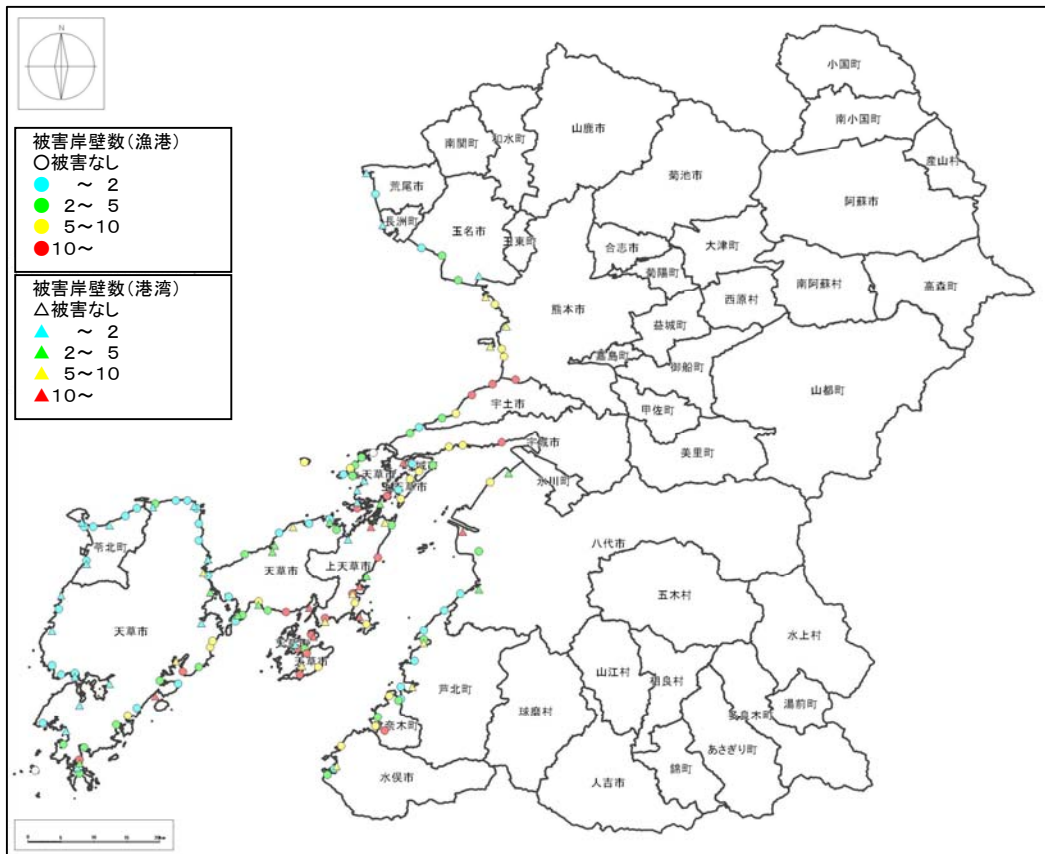 N
小国町
南小国町
産山村
山鹿市
和水町
南関町
菊池市
阿蘇市
荒尾市
長洲町
玉名市
玉東町
合志市
大津町
菊陽町
西原村
南阿蘇村
高森町
熊本市
益城町
嘉島町
御船町
山都町
甲佐町
宇土市
美里町
宇城市
氷川町
天草市
八代市
五木村
水上村
苓北町
天草市
上天草市
天草市
山江村
相良村
湯前町
多良木町
芦北町
球磨村
あさぎり町
錦町
水俣市
人吉市
被害岸壁数(漁港)
○被害なし
～ 2
2～ 5
5～10
10～
被害岸壁数(港湾)
△被害なし
～ 2
2～ 5
5～10
10～